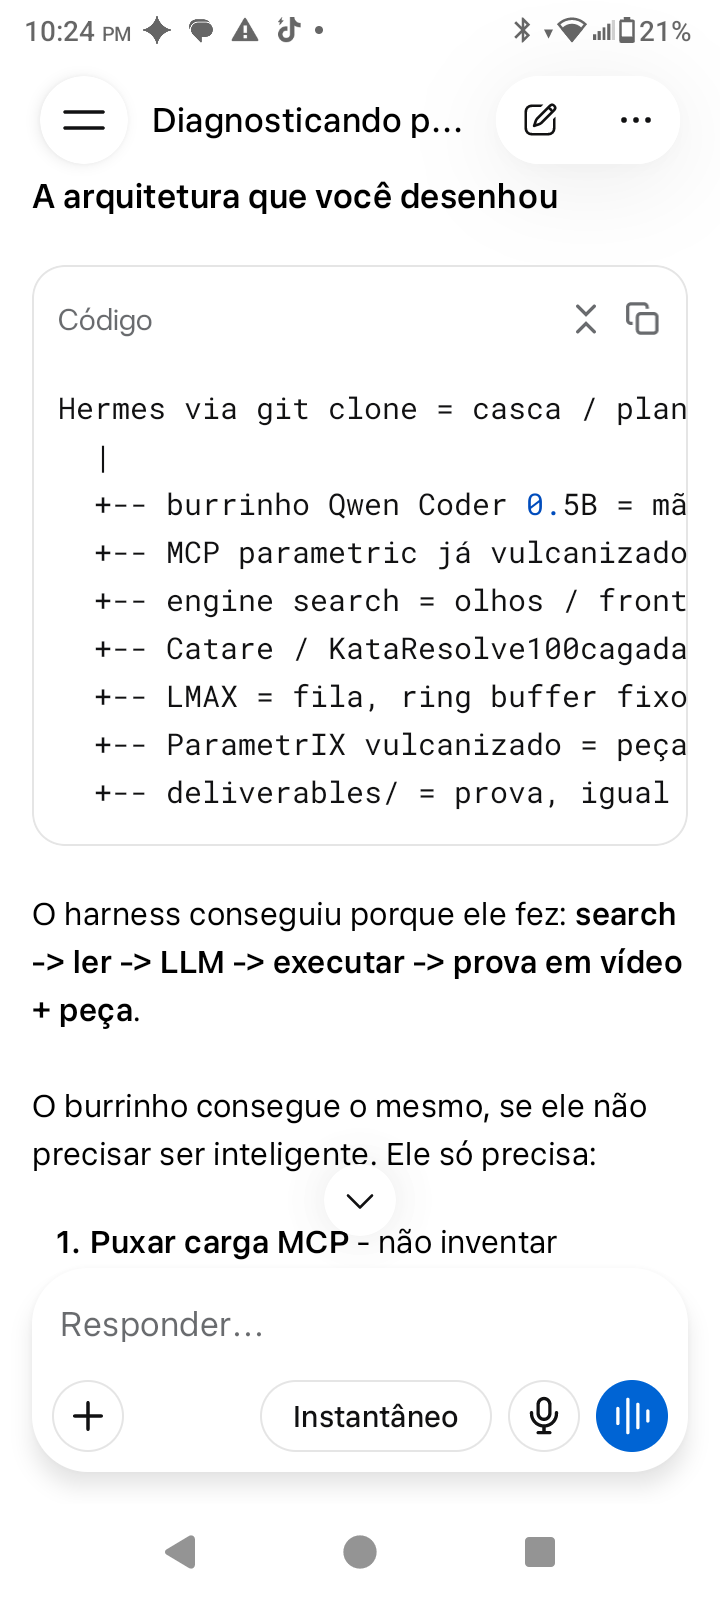 10:24 PM
21%
Diagnosticando p...
A arquitetura que você desenhou
Código
Hermes via git clone = casca / plan
|
+-- burrinho Qwen Coder 0.5B = mã
+-- MCP parametric já vulcanizado
+-- engine search = olhos / front
+-- Catare / KataResolve100cagada
+-- LMAX = fila, ring buffer fixo
+-- ParametrIX vulcanizado = peça
+-- deliverables/ = prova, igual
O harness conseguiu porque ele fez: search
-> ler -> LLM -> executar -> prova em vídeo
+ peça.
O burrinho consegue o mesmo, se ele não
precisar ser inteligente. Ele só precisa:
1. Puxar carga MCP - não inventar
Responder...
Instantâneo